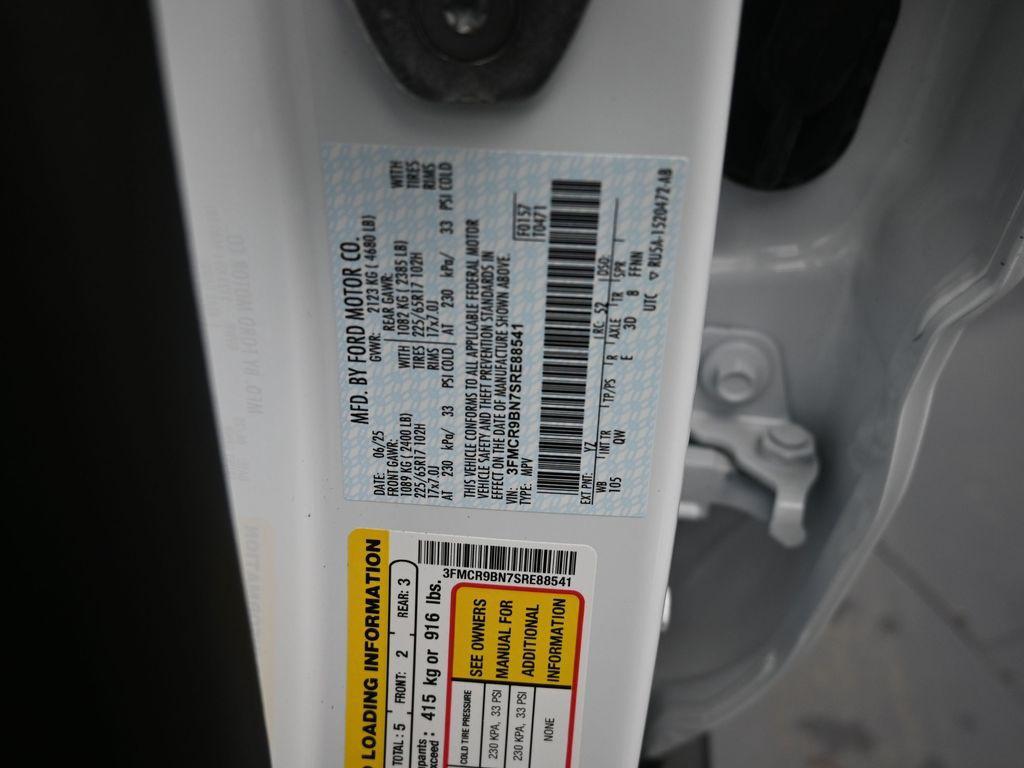 MFD. BY FORD MOTOR CO.
DATE: 06/25
GVWR: 2123 KG ( 4680 LB)
FRONT GAWR:
REAR GAWR:
1089 KG ( 2400 LB)
WITH
1082 KG ( 2385 LB)
WITH
225/65R17 102H
TIRES
225/65R17 102H
TIRES
17x7.0J
RIMS
17x7.0J
RIMS
AT 230 kPa/ 33 PSI COLD
AT 230 kPa/ 33 PSI COLD
THIS VEHICLE CONFORMS TO ALL APPLICABLE FEDERAL MOTOR
VEHICLE SAFETY AND THEFT PREVENTION STANDARDS IN
EFFECT ON THE DATE OF MANUFACTURE SHOWN ABOVE.
VIN: 3FMCR9BN7SRE88541
TYPE: MPV
F0157
T0471
EXT PNT: YZ
RC: 52
DSO:
WB
INT TR
TP/PS
R
AXLE
TR
SPR
105
QW
E
3D
8
FFNN
UTC
RU5A-1520472-AB
LOADING INFORMATION
TOTAL: 5
FRONT: 2
REAR: 3
415 kg or 916 lbs.
3FMCR9BN7SRE88541
COLD TIRE PRESSURE
230 KPA, 33 PSI
230 KPA, 33 PSI
NONE
SEE OWNERS
MANUAL FOR
ADDITIONAL
INFORMATION